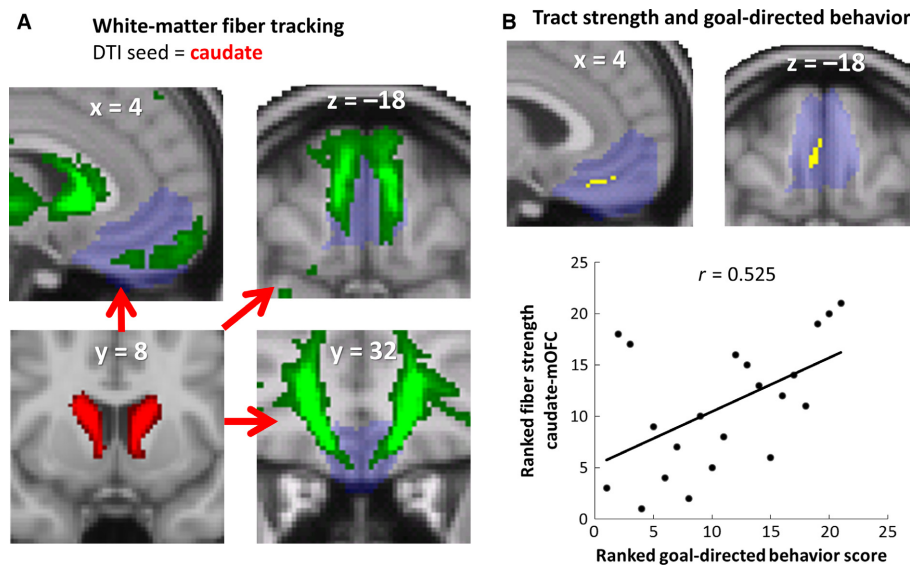 A
White-matter fiber tracking
DTI seed = caudate
x = 4
z = –18
y = 8
y = 32
B
Tract strength and goal-directed behavior
x = 4
z = –18
r = 0.525
Ranked fiber strength
caudate-mOFC
25
20
15
10
5
0
0 5 10 15 20 25
Ranked goal-directed behavior score